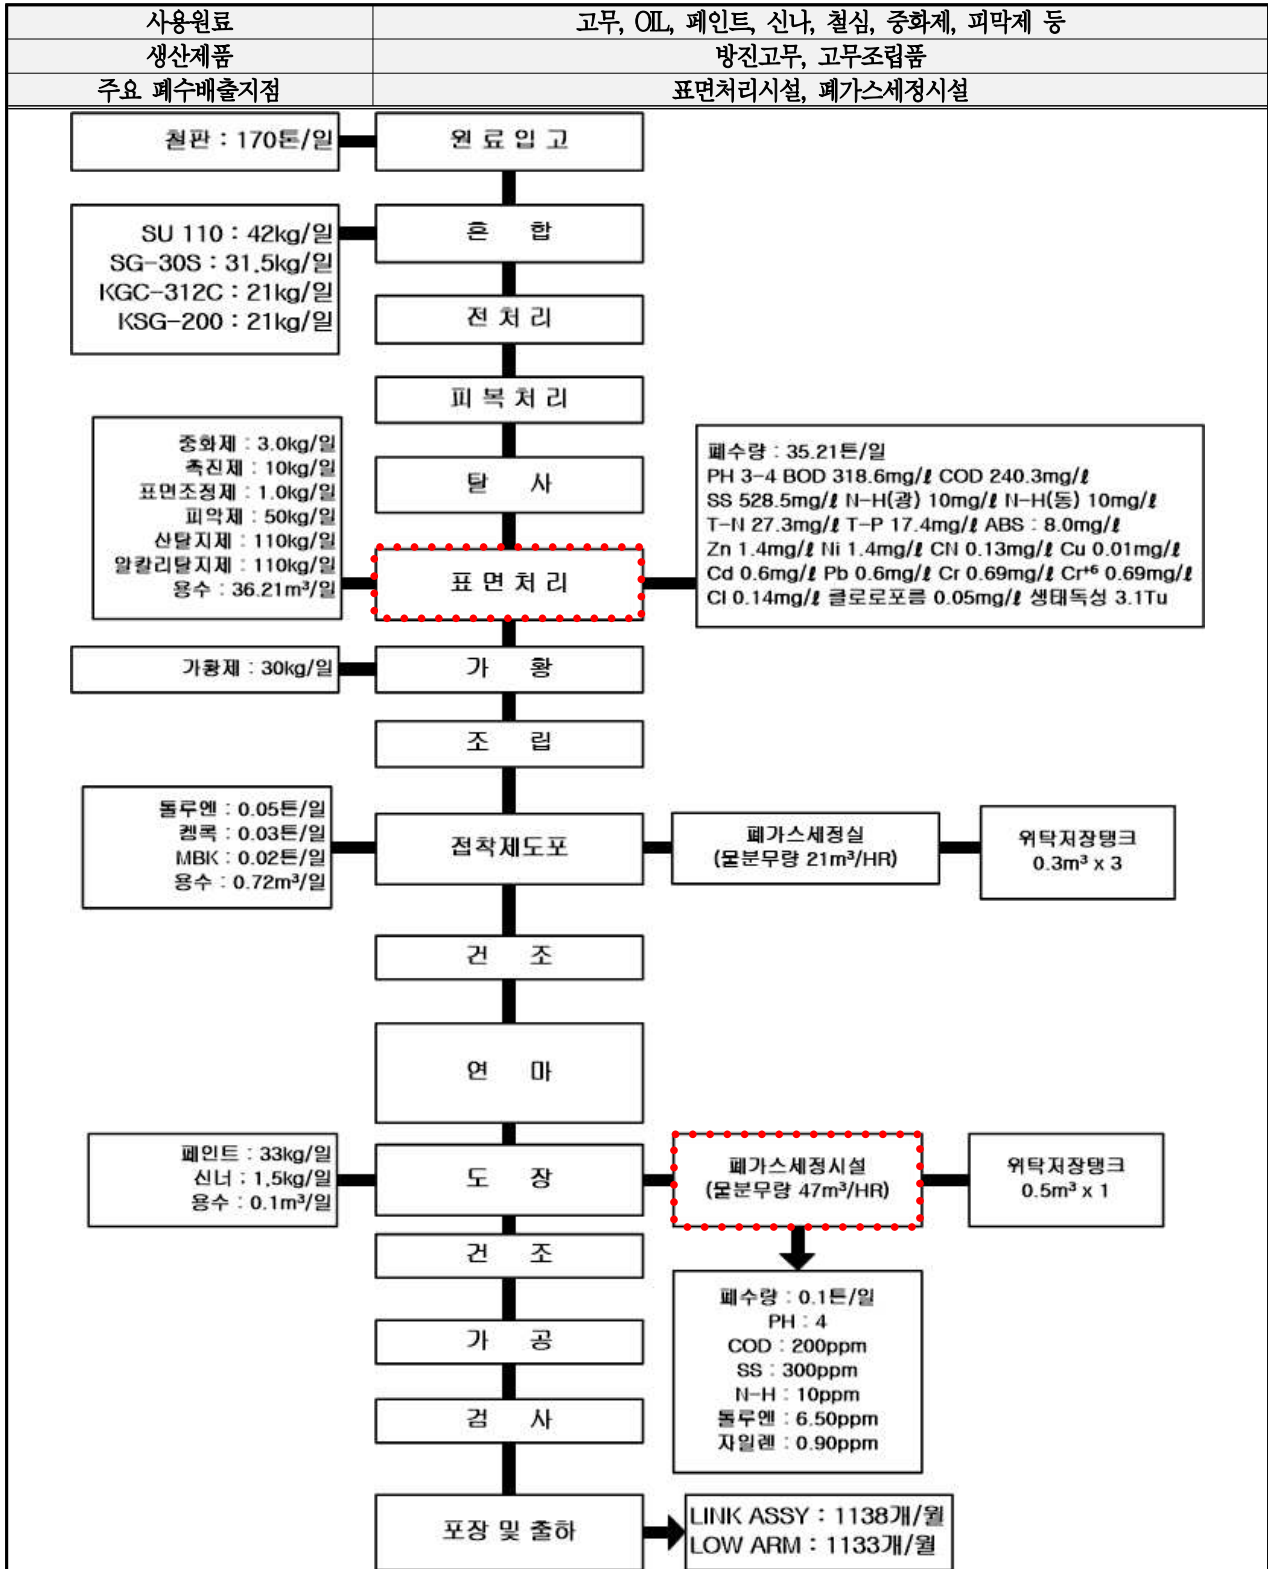 사용원료 고무, OIL, 페인트, 신나, 철심, 중화제, 피막제 등
생산제품 방진고무, 고무조립품
주요 폐수배출지점 표면처리시설, 폐가스세정시설
철판 : 170톤/일
원 료 입 고
SU 110 : 42kg/일
SG-30S : 31.5kg/일
KGC-312C : 21kg/일
KSG-200 : 21kg/일
혼 합
전 처 리
피 복 처 리
탈 사
중화제 : 3.0kg/일
촉진제 : 10kg/일
표면조정제 : 1.0kg/일
피막제 : 50kg/일
산탈지제 : 110kg/일
알칼리탈지제 : 110kg/일
용수 : 36.21m³/일
표 면 처 리
폐수량 : 35.21톤/일
PH 3-4 BOD 318.6mg/ℓ COD 240.3mg/ℓ
SS 528.5mg/ℓ N-H(광) 10mg/ℓ N-H(동) 10mg/ℓ
T-N 27.3mg/ℓ T-P 17.4mg/ℓ ABS : 8.0mg/ℓ
Zn 1.4mg/ℓ Ni 1.4mg/ℓ CN 0.13mg/ℓ Cu 0.01mg/ℓ
Cd 0.6mg/ℓ Pb 0.6mg/ℓ Cr 0.69mg/ℓ Cr⁺⁶ 0.69mg/ℓ
Cl 0.14mg/ℓ 클로로포름 0.05mg/ℓ 생태독성 3.1Tu
가황제 : 30kg/일
가 황
조 립
톨루엔 : 0.05톤/일
켐록 : 0.03톤/일
MBK : 0.02톤/일
용수 : 0.72m³/일
접착제도포
폐가스세정실
(물분무량 21m³/HR)
위탁저장탱크
0.3m³ x 3
건 조
연 마
페인트 : 33kg/일
신너 : 1.5kg/일
용수 : 0.1m³/일
도 장
폐가스세정시설
(물분무량 47m³/HR)
위탁저장탱크
0.5m³ x 1
건 조
폐수량 : 0.1톤/일
PH : 4
COD : 200ppm
SS : 300ppm
N-H : 10ppm
톨루엔 : 6.50ppm
자일렌 : 0.90ppm
가 공
검 사
포장 및 출하
LINK ASSY : 1138개/월
LOW ARM : 1133개/월